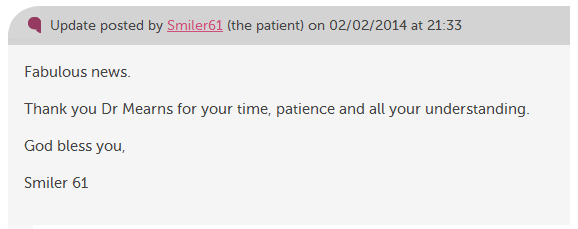 Update posted by Smiler61 (the patient) on 02/02/2014 at 21:33
Fabulous news.
Thank you Dr Mearns for your time, patience and all your understanding.
God bless you,
Smiler 61